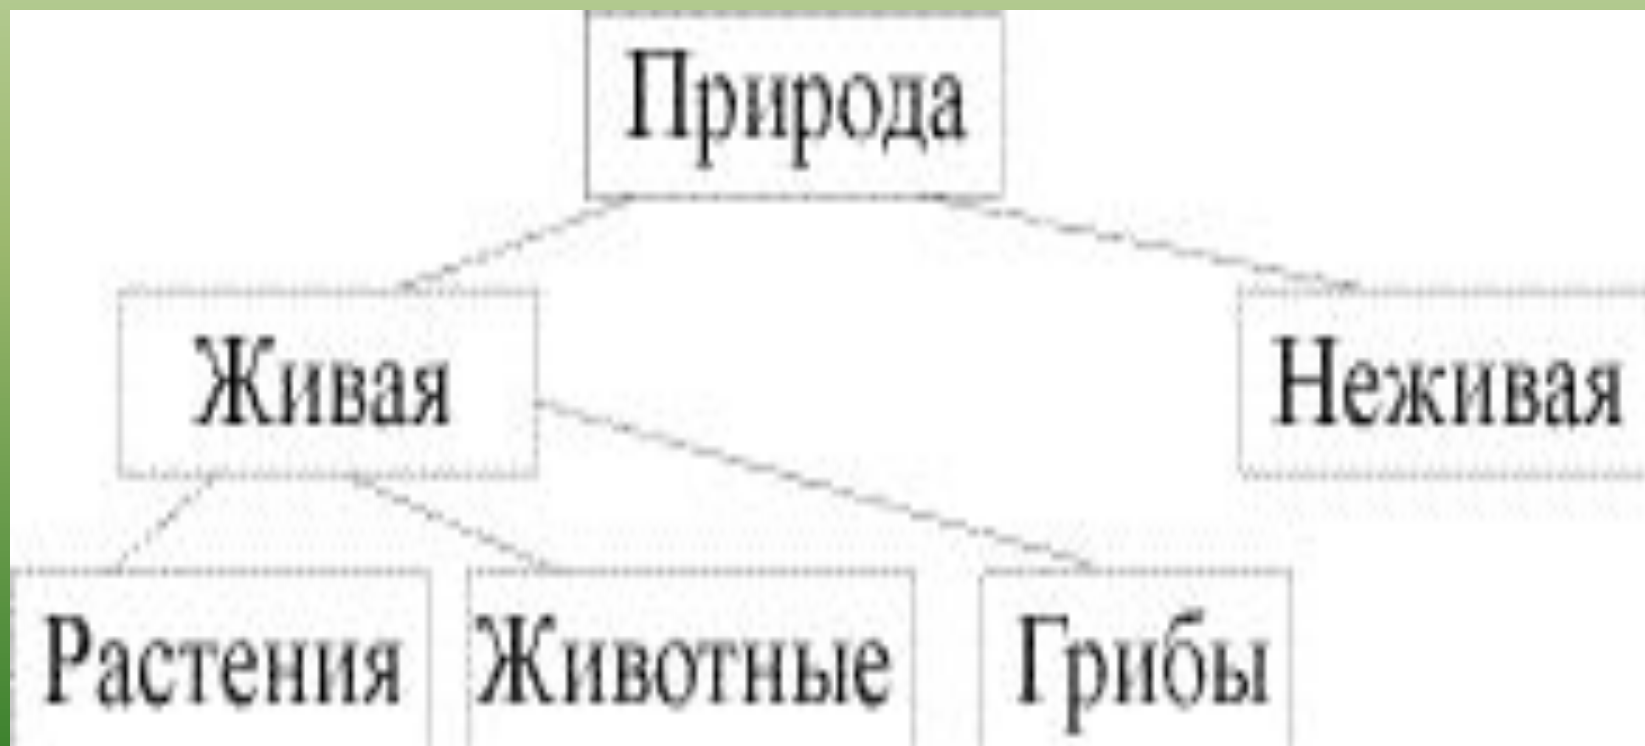 Природа
Живая
Неживая
Растения
Животные
Грибы